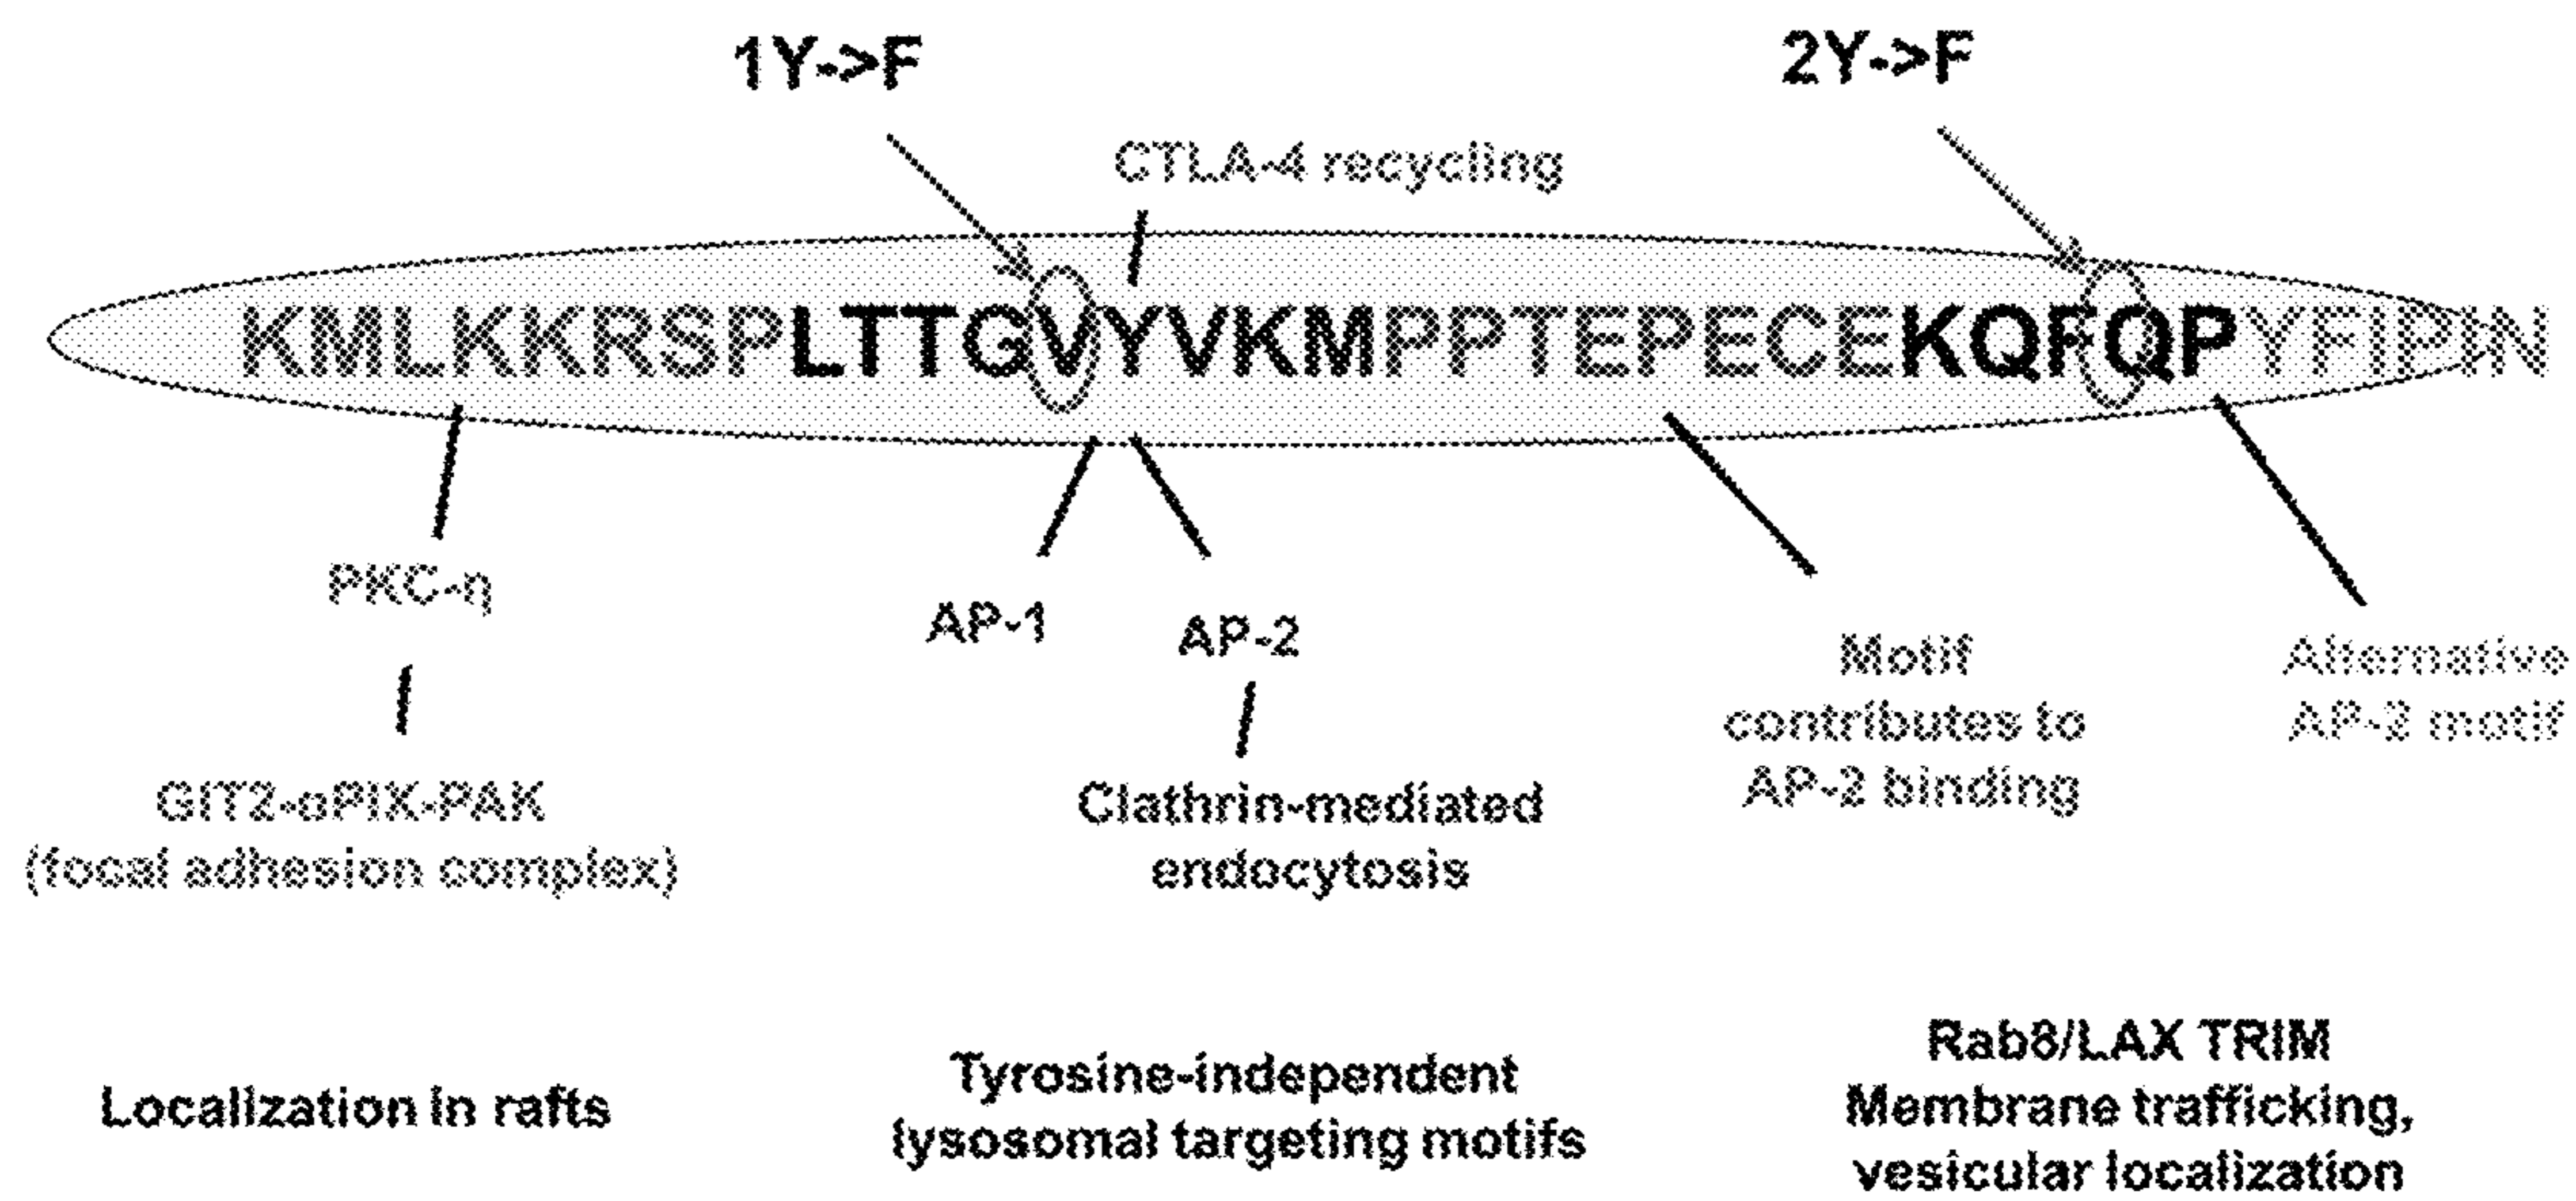 1Y->F
2Y->F
CTLA-4 recycling
KMLKKRSPLTTGVYVKMPPTEPECEKQFQPYFIPIN
PKC-η
AP-1
AP-2
Motif
contributes to
AP-2 binding
Alternative
AP-2 motif
GIT2-αPIX-PAK
(focal adhesion complex)
Clathrin-mediated
endocytosis
Localization in rafts
Tyrosine-independent
lysosomal targeting motifs
Rab8/LAX TRIM
Membrane trafficking,
vesicular localization